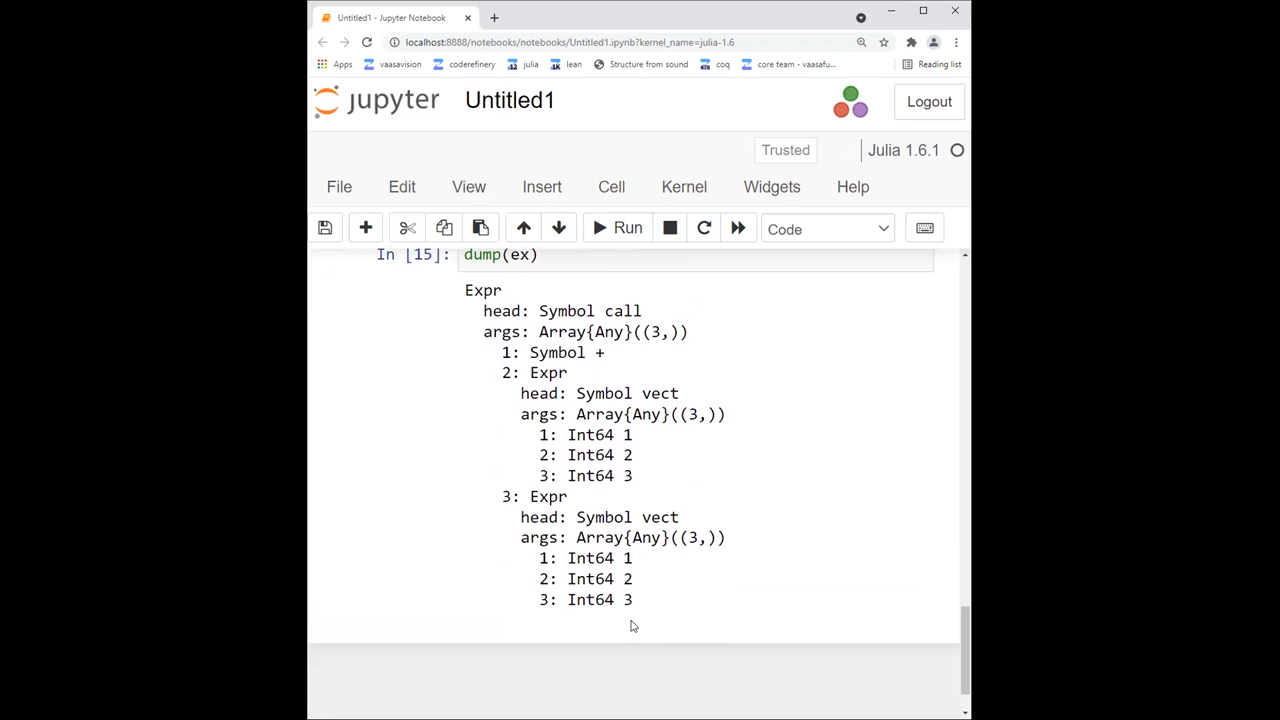 Untitled1 - Jupyter Notebook
localhost:8888/notebooks/notebooks/Untitled1.ipynb?kernel_name=julia-1.6
Apps vaasavision coderefinery julia lean Structure from sound coq core team - vaasafu... Reading list
jupyter Untitled1 Logout
Trusted Julia 1.6.1
File Edit View Insert Cell Kernel Widgets Help
Run Code
In [15]: dump(ex)
Expr
head: Symbol call
args: Array{Any}((3,))
1: Symbol +
2: Expr
head: Symbol vect
args: Array{Any}((3,))
1: Int64 1
2: Int64 2
3: Int64 3
3: Expr
head: Symbol vect
args: Array{Any}((3,))
1: Int64 1
2: Int64 2
3: Int64 3